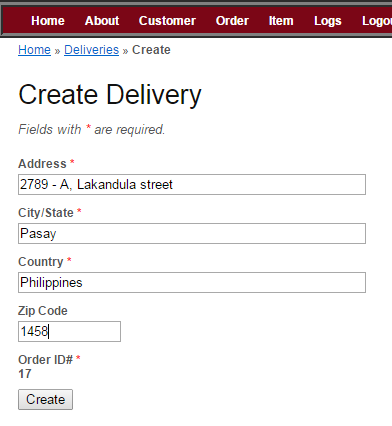 Home About Customer Order Item Logs Logou
Home » Deliveries » Create
Create Delivery
Fields with * are required.
Address *
2789 - A, Lakandula street
City/State *
Pasay
Country *
Philippines
Zip Code
1458
Order ID# *
17
Create